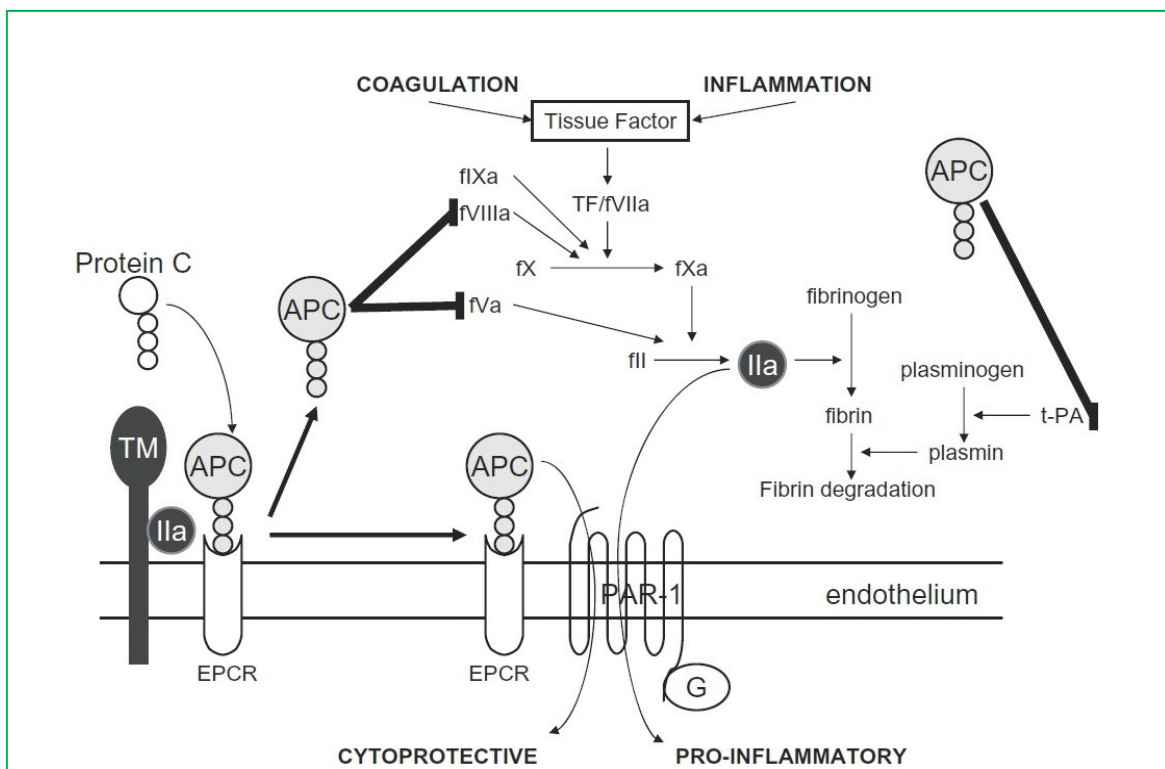 COAGULATION
INFLAMMATION
Tissue Factor
APC
fIXa
TF/fVIIa
fVIIIa
Protein C
fX
fXa
APC
fVa
fibrinogen
fII
IIa
plasminogen
fibrin
t-PA
TM
APC
APC
plasmin
Fibrin degradation
IIa
PAR-1
endothelium
EPCR
EPCR
G
CYTOPROTECTIVE
PRO-INFLAMMATORY